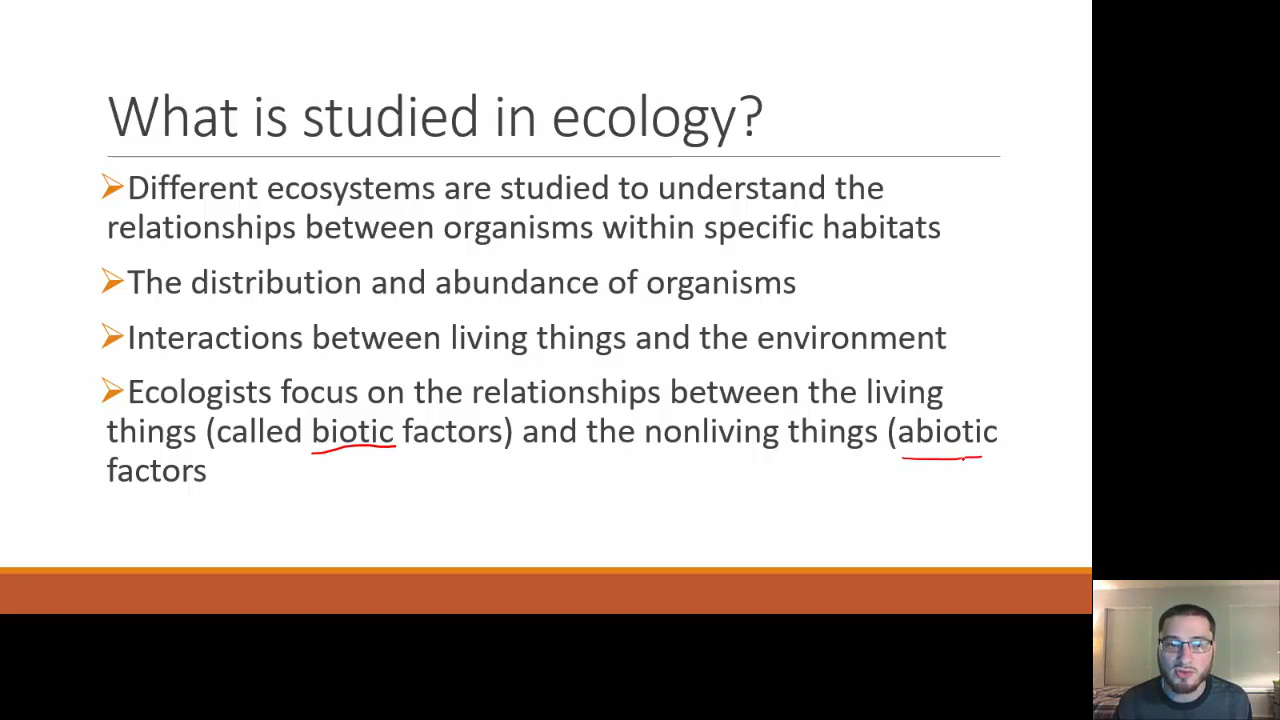 What is studied in ecology?
➢Different ecosystems are studied to understand the
relationships between organisms within specific habitats
➢The distribution and abundance of organisms
➢Interactions between living things and the environment
➢Ecologists focus on the relationships between the living
things (called biotic factors) and the nonliving things (abiotic
factors